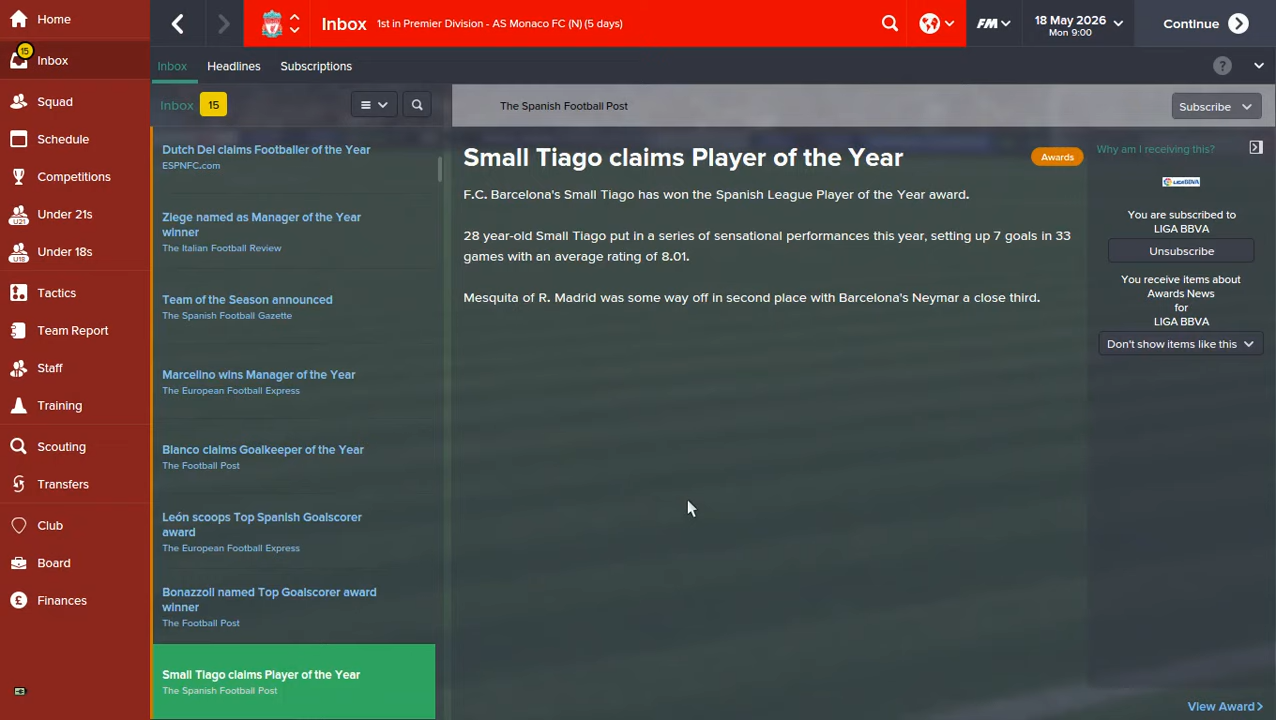 Home
15
Inbox
Squad
Schedule
Competitions
U21
Under 21s
U18
Under 18s
Tactics
Team Report
Staff
Training
Scouting
Transfers
Club
Board
£
Finances
Inbox
1st in Premier Division - AS Monaco FC (N) (5 days)
FM
18 May 2026
Mon 9:00
Continue
Inbox
Headlines
Subscriptions
?
Inbox
15
Dutch Del claims Footballer of the Year
ESPNFC.com
Ziege named as Manager of the Year
winner
The Italian Football Review
Team of the Season announced
The Spanish Football Gazette
Marcelino wins Manager of the Year
The European Football Express
Blanco claims Goalkeeper of the Year
The Football Post
León scoops Top Spanish Goalscorer
award
The European Football Express
Bonazzoli named Top Goalscorer award
winner
The Football Post
Small Tiago claims Player of the Year
The Spanish Football Post
The Spanish Football Post
Subscribe
Small Tiago claims Player of the Year
Awards
F.C. Barcelona's Small Tiago has won the Spanish League Player of the Year award.
28 year-old Small Tiago put in a series of sensational performances this year, setting up 7 goals in 33
games with an average rating of 8.01.
Mesquita of R. Madrid was some way off in second place with Barcelona's Neymar a close third.
Why am I receiving this?
Liga BBVA
You are subscribed to
LIGA BBVA
Unsubscribe
You receive items about
Awards News
for
LIGA BBVA
Don't show items like this
View Award